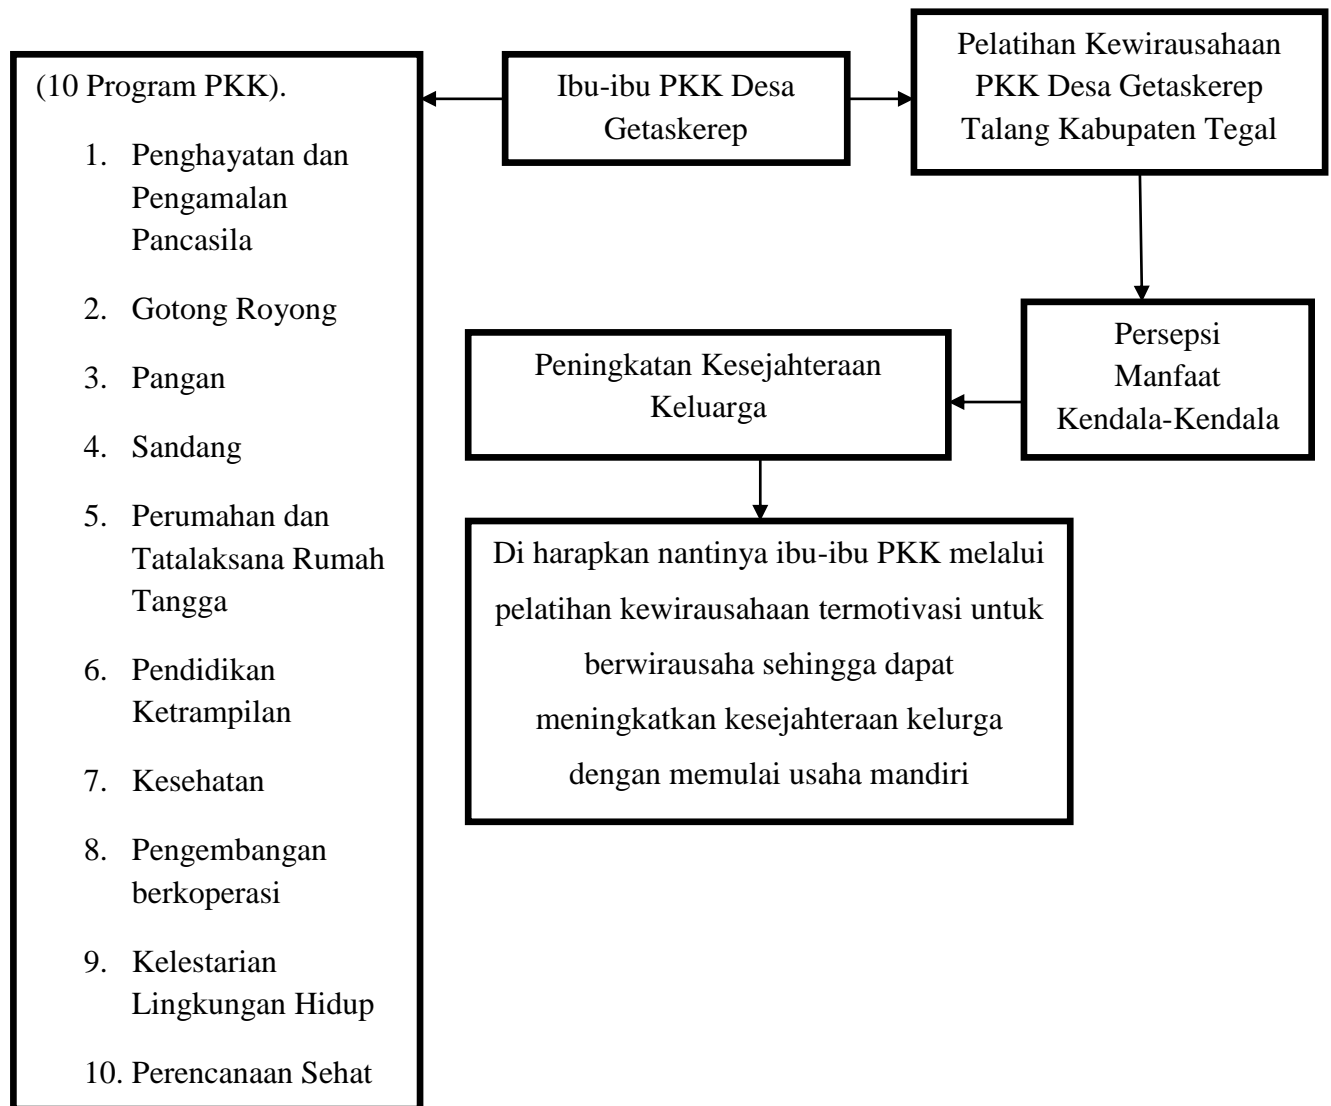 (10 Program PKK).
1. Penghayatan dan
Pengamalan
Pancasila
2. Gotong Royong
3. Pangan
4. Sandang
5. Perumahan dan
Tatalaksana Rumah
Tangga
6. Pendidikan
Ketrampilan
7. Kesehatan
8. Pengembangan
berkoperasi
9. Kelestarian
Lingkungan Hidup
10. Perencanaan Sehat
Ibu-ibu PKK Desa
Getaskerep
Pelatihan Kewirausahaan
PKK Desa Getaskerep
Talang Kabupaten Tegal
Persepsi
Manfaat
Kendala-Kendala
Peningkatan Kesejahteraan
Keluarga
Di harapkan nantinya ibu-ibu PKK melalui
pelatihan kewirausahaan termotivasi untuk
berwirausaha sehingga dapat
meningkatkan kesejahteraan kelurga
dengan memulai usaha mandiri